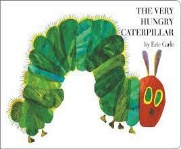 THE VERY
HUNGRY
CATERPILLAR
by Eric Carle